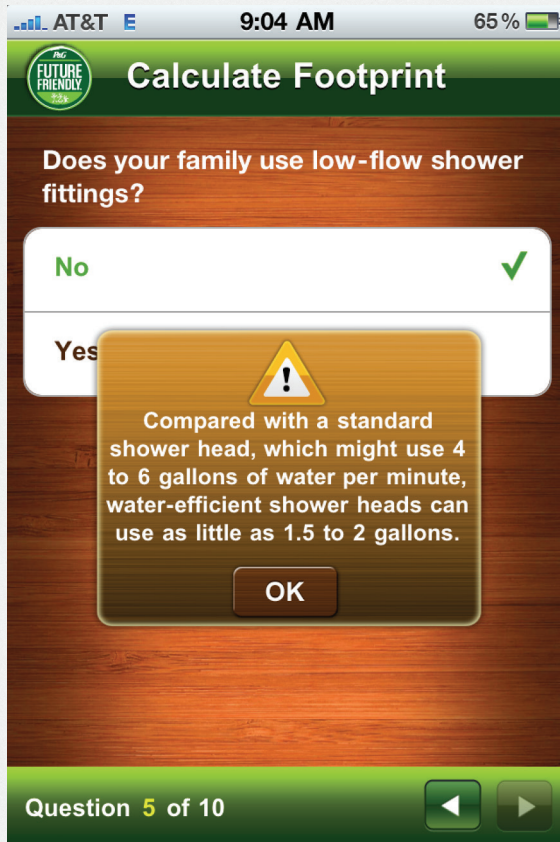 AT&T E 9:04 AM 65%
P&G
FUTURE
FRIENDLY
Calculate Footprint
Does your family use low-flow shower
fittings?
No
Yes
!
Compared with a standard
shower head, which might use 4
to 6 gallons of water per minute,
water-efficient shower heads can
use as little as 1.5 to 2 gallons.
OK
Question 5 of 10